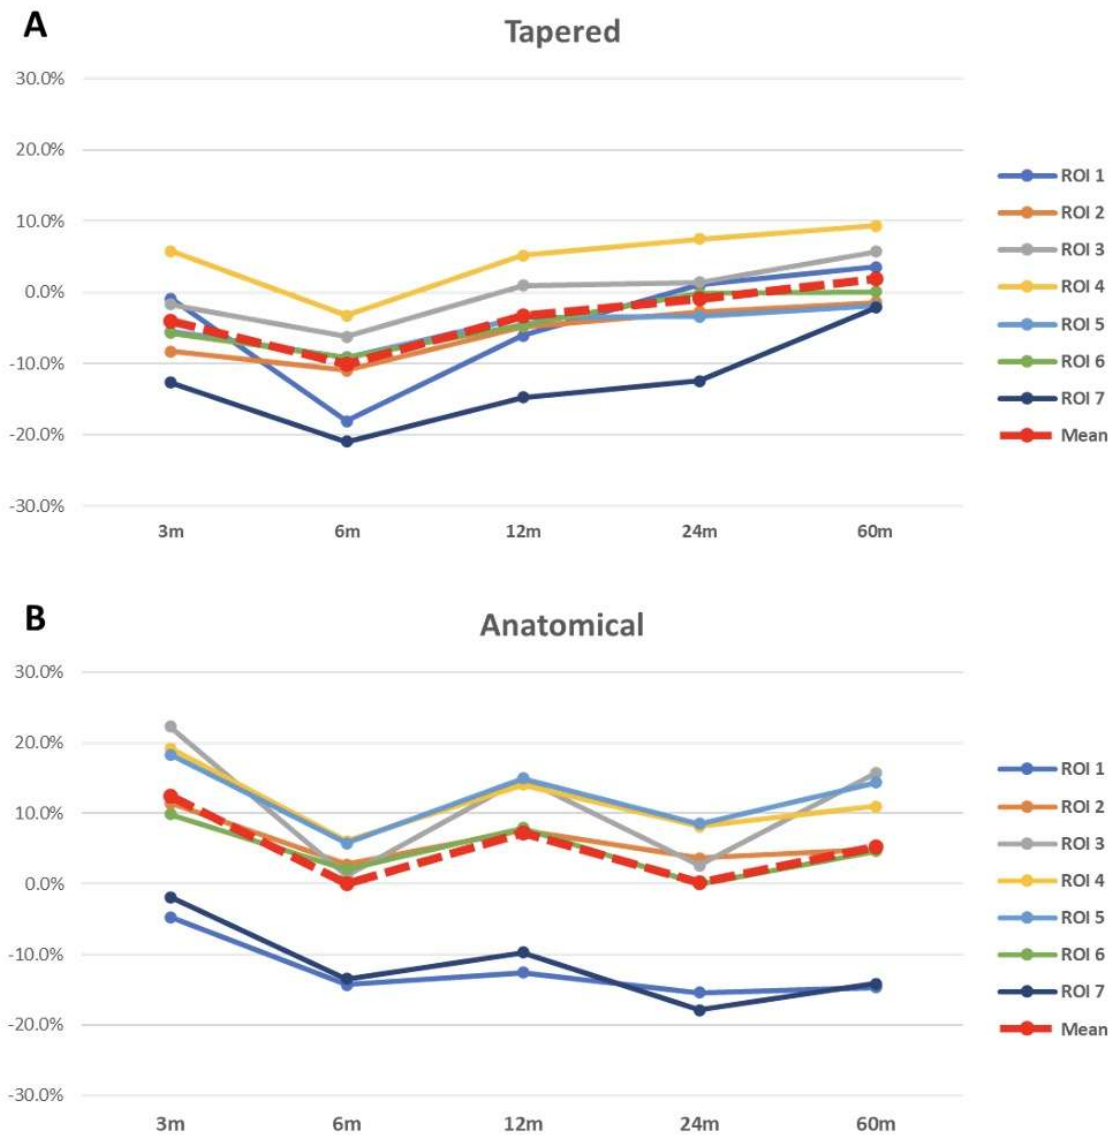 A
Tapered
30.0%
20.0%
10.0%
0.0%
-10.0%
-20.0%
-30.0%
3m 6m 12m 24m 60m
ROI 1
ROI 2
ROI 3
ROI 4
ROI 5
ROI 6
ROI 7
Mean
B
Anatomical
30.0%
20.0%
10.0%
0.0%
-10.0%
-20.0%
-30.0%
3m 6m 12m 24m 60m
ROI 1
ROI 2
ROI 3
ROI 4
ROI 5
ROI 6
ROI 7
Mean